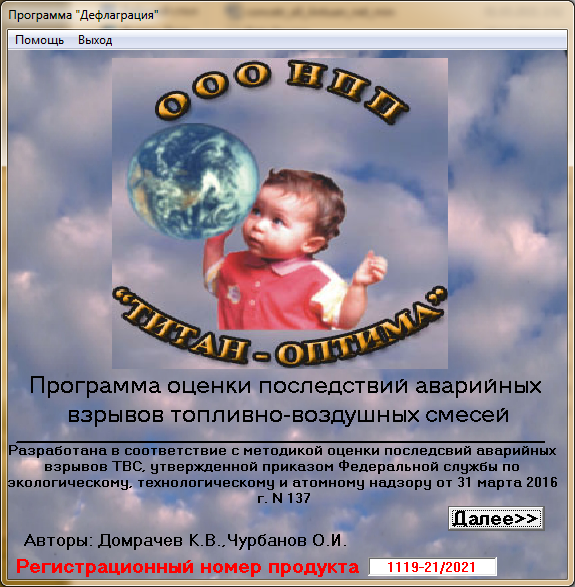 Программа "Дефлаграция"
Помощь Выход
ООО НПП
"ТИТАН - ОПТИМА"
Программа оценки последствий аварийных
взрывов топливно-воздушных смесей
Разработана в соответствие с методикой оценки последсвий аварийных
взрывов ТВС, утвержденной приказом Федеральной службы по
экологическому, технологическому и атомному надзору от 31 марта 2016
г. N 137
Далее>>
Авторы: Домрачев К.В.,Чурбанов О.И.
Регистрационный номер продукта 1119-21/2021